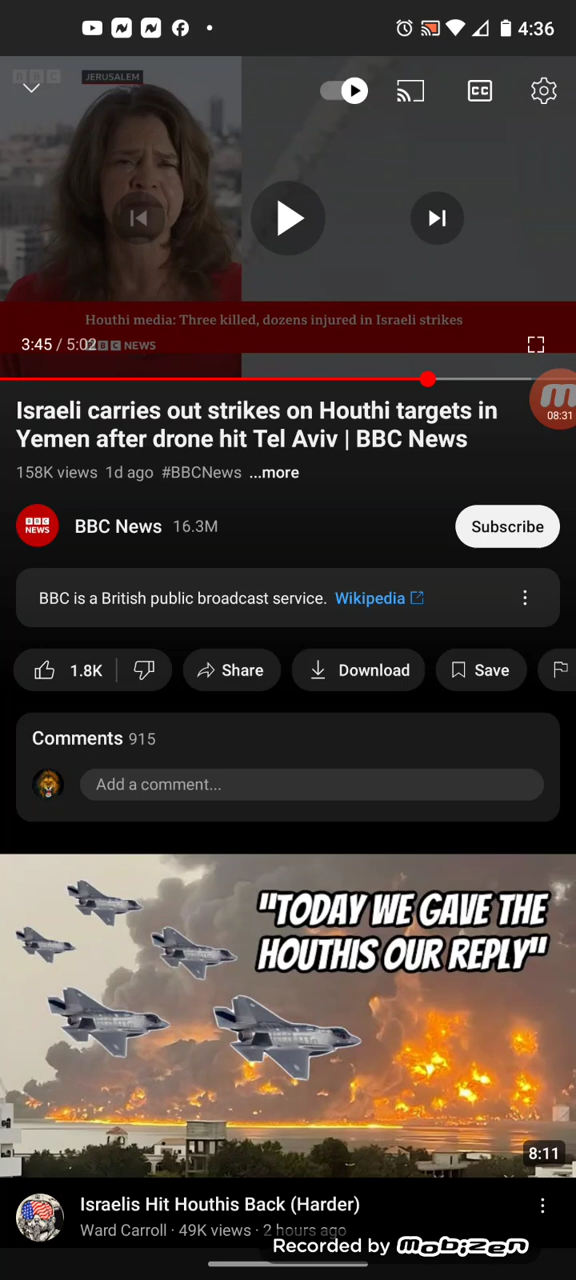 4:36
BBC
JERUSALEM
CC
Houthi media: Three killed, dozens injured in Israeli strikes
3:45 / 5:02
BBC NEWS
08:31
Israeli carries out strikes on Houthi targets in
Yemen after drone hit Tel Aviv | BBC News
158K views 1d ago #BBCNews ...more
BBC NEWS
BBC News 16.3M
Subscribe
BBC is a British public broadcast service. Wikipedia
1.8K
Share
Download
Save
Comments 915
Add a comment...
"TODAY WE GAVE THE
HOUTHIS OUR REPLY"
8:11
Israelis Hit Houthis Back (Harder)
Ward Carroll · 49K views · 2 hours ago
Recorded by mobizen